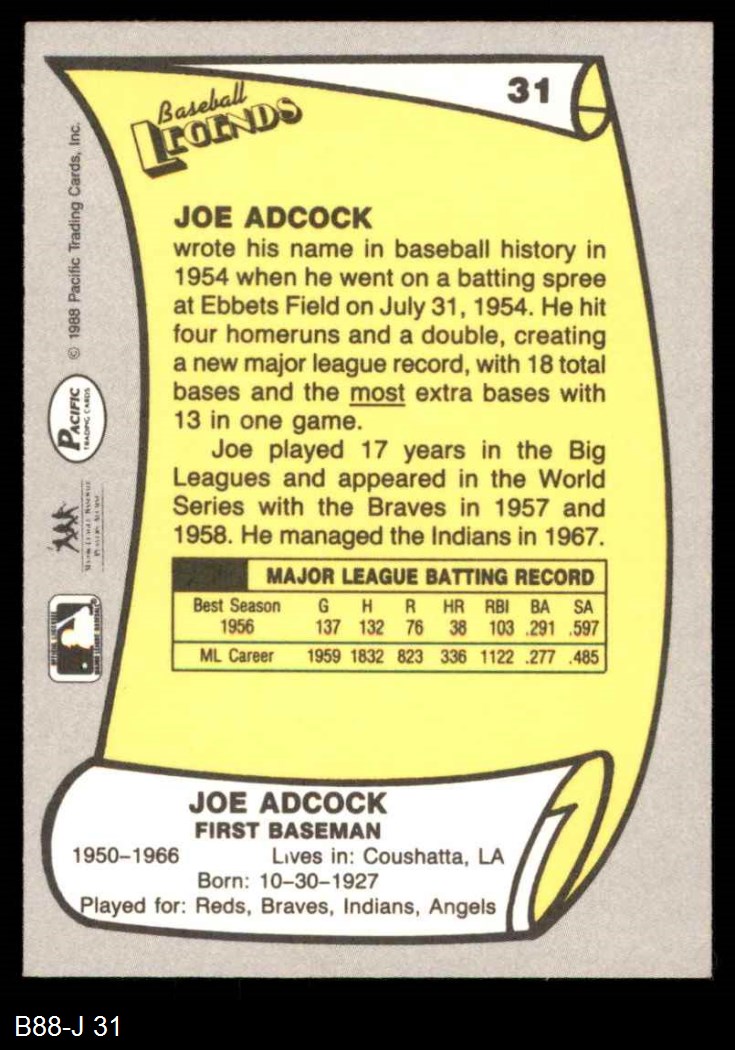 31
Baseball
LEGENDS
© 1988 Pacific Trading Cards, Inc.
PACIFIC
TRADING CARDS
JOE ADCOCK
wrote his name in baseball history in
1954 when he went on a batting spree
at Ebbets Field on July 31, 1954. He hit
four homeruns and a double, creating
a new major league record, with 18 total
bases and the most extra bases with
13 in one game.
Joe played 17 years in the Big
Leagues and appeared in the World
Series with the Braves in 1957 and
1958. He managed the Indians in 1967.
MAJOR LEAGUE BATTING RECORD
Best Season G H R HR RBI BA SA
1956 137 132 76 38 103 .291 .597
ML Career 1959 1832 823 336 1122 .277 .485
JOE ADCOCK
FIRST BASEMAN
1950–1966 Lives in: Coushatta, LA
Born: 10–30–1927
Played for: Reds, Braves, Indians, Angels
B88-J 31